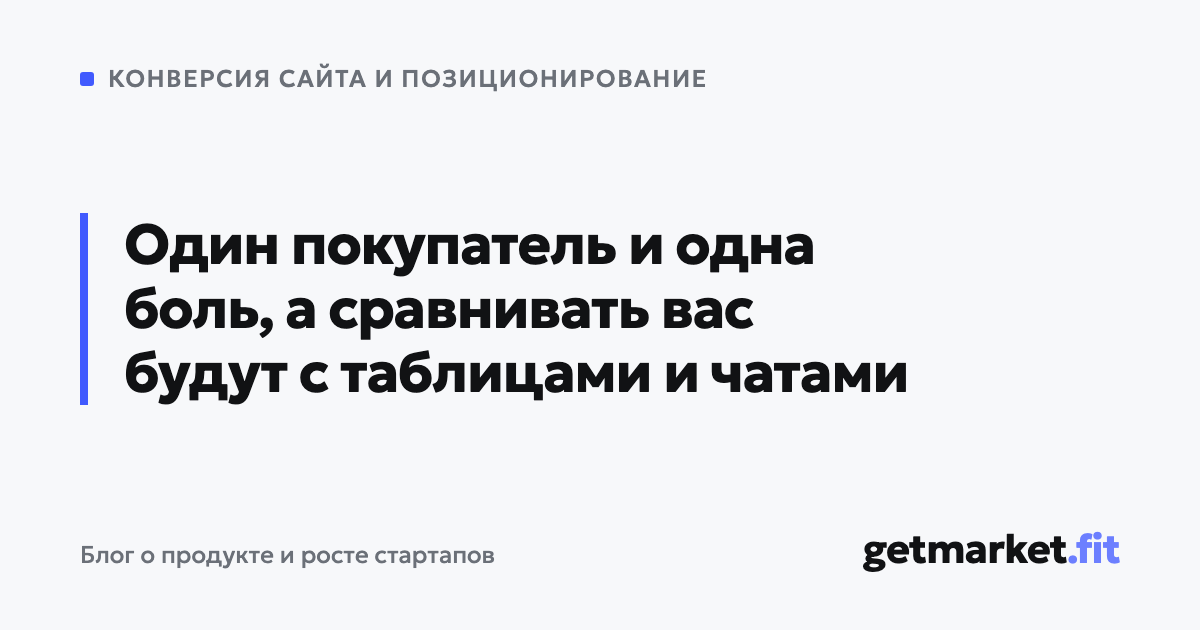 КОНВЕРСИЯ САЙТА И ПОЗИЦИОНИРОВАНИЕ
Один покупатель и одна
боль, а сравнивать вас
будут с таблицами и чатами
Блог о продукте и росте стартапов
getmarket.fit